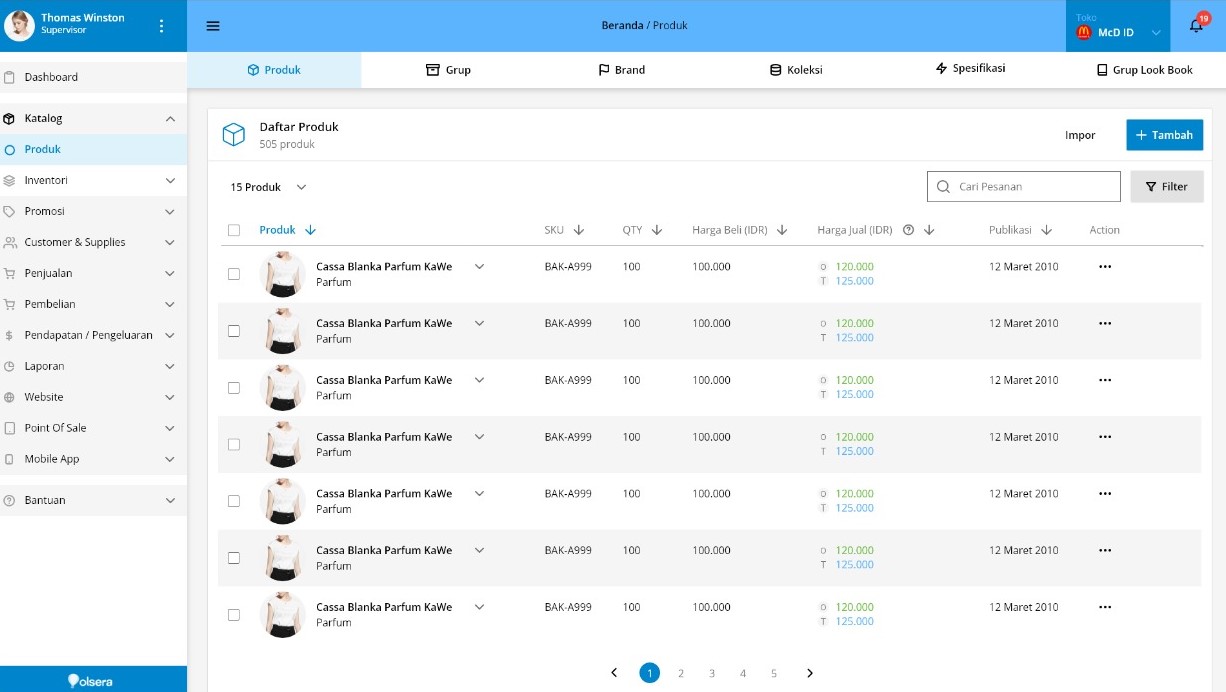 Thomas Winston
Supervisor
Beranda / Produk
Toko
McD ID
19
Dashboard
Katalog
Produk
Inventori
Promosi
Customer & Supplies
Penjualan
Pembelian
Pendapatan / Pengeluaran
Laporan
Website
Point Of Sale
Mobile App
Bantuan
olsera
Produk
Grup
Brand
Koleksi
Spesifikasi
Grup Look Book
Daftar Produk
505 produk
Impor
+ Tambah
15 Produk
Cari Pesanan
Filter
Produk SKU QTY Harga Beli (IDR) Harga Jual (IDR) Publikasi Action
Cassa Blanka Parfum KaWe BAK-A999 100 100.000 O 120.000 12 Maret 2010
Parfum T 125.000
Cassa Blanka Parfum KaWe BAK-A999 100 100.000 O 120.000 12 Maret 2010
Parfum T 125.000
Cassa Blanka Parfum KaWe BAK-A999 100 100.000 O 120.000 12 Maret 2010
Parfum T 125.000
Cassa Blanka Parfum KaWe BAK-A999 100 100.000 O 120.000 12 Maret 2010
Parfum T 125.000
Cassa Blanka Parfum KaWe BAK-A999 100 100.000 O 120.000 12 Maret 2010
Parfum T 125.000
Cassa Blanka Parfum KaWe BAK-A999 100 100.000 O 120.000 12 Maret 2010
Parfum T 125.000
Cassa Blanka Parfum KaWe BAK-A999 100 100.000 O 120.000 12 Maret 2010
Parfum T 125.000
1 2 3 4 5